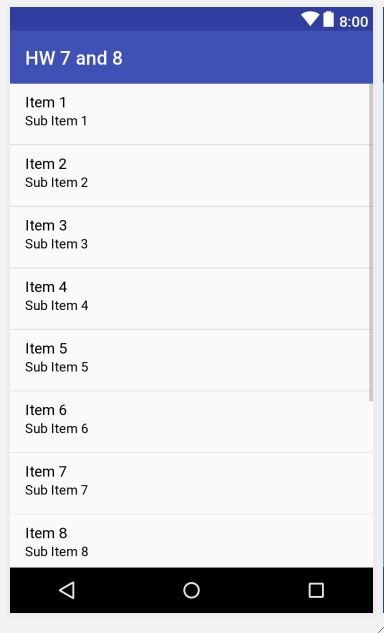 8:00
HW 7 and 8
Item 1
Sub Item 1
Item 2
Sub Item 2
Item 3
Sub Item 3
Item 4
Sub Item 4
Item 5
Sub Item 5
Item 6
Sub Item 6
Item 7
Sub Item 7
Item 8
Sub Item 8